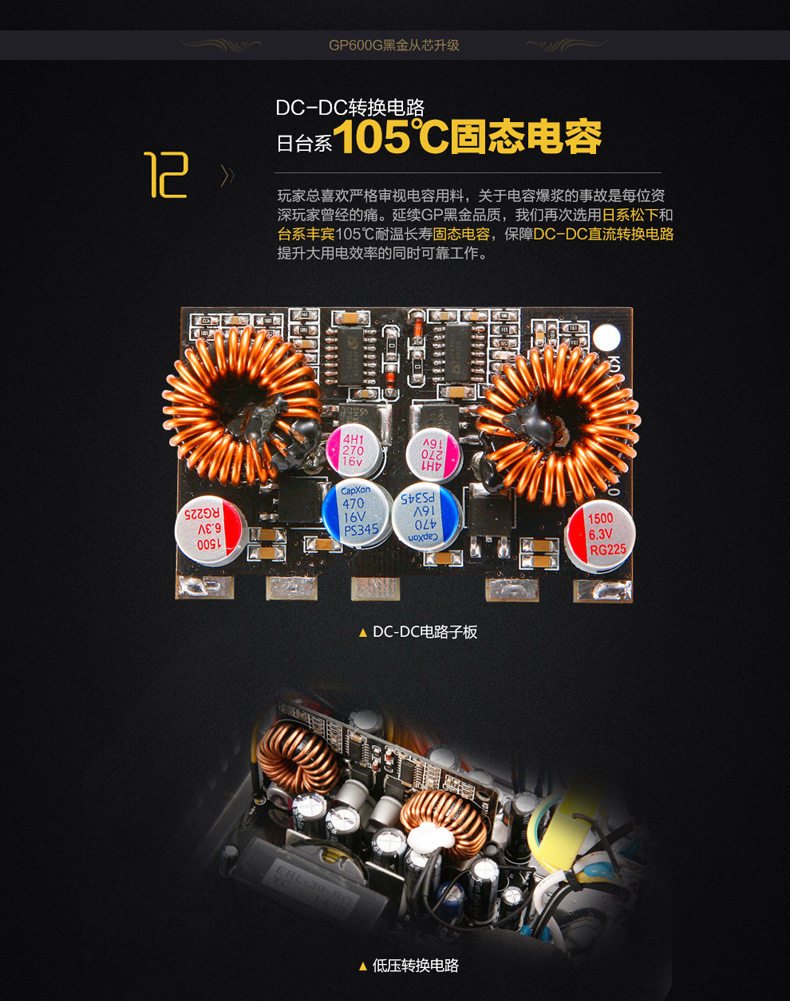 GP600G黑金从芯升级
DC-DC转换电路
日台系105℃固态电容
12
玩家总喜欢严格审视电容用料，关于电容爆浆的事故是每位资
深玩家曾经的痛。延续GP黑金品质，我们再次选用日系松下和
台系丰宾105℃耐温长寿固态电容，保障DC-DC直流转换电路
提升大用电效率的同时可靠工作。
4H1
270
16v
4H1
270
16v
CapXon
470
16V
PS345
CapXon
470
16V
PS345
1500
6.3V
RG225
1500
6.3V
RG225
▲ DC-DC电路子板
▲ 低压转换电路